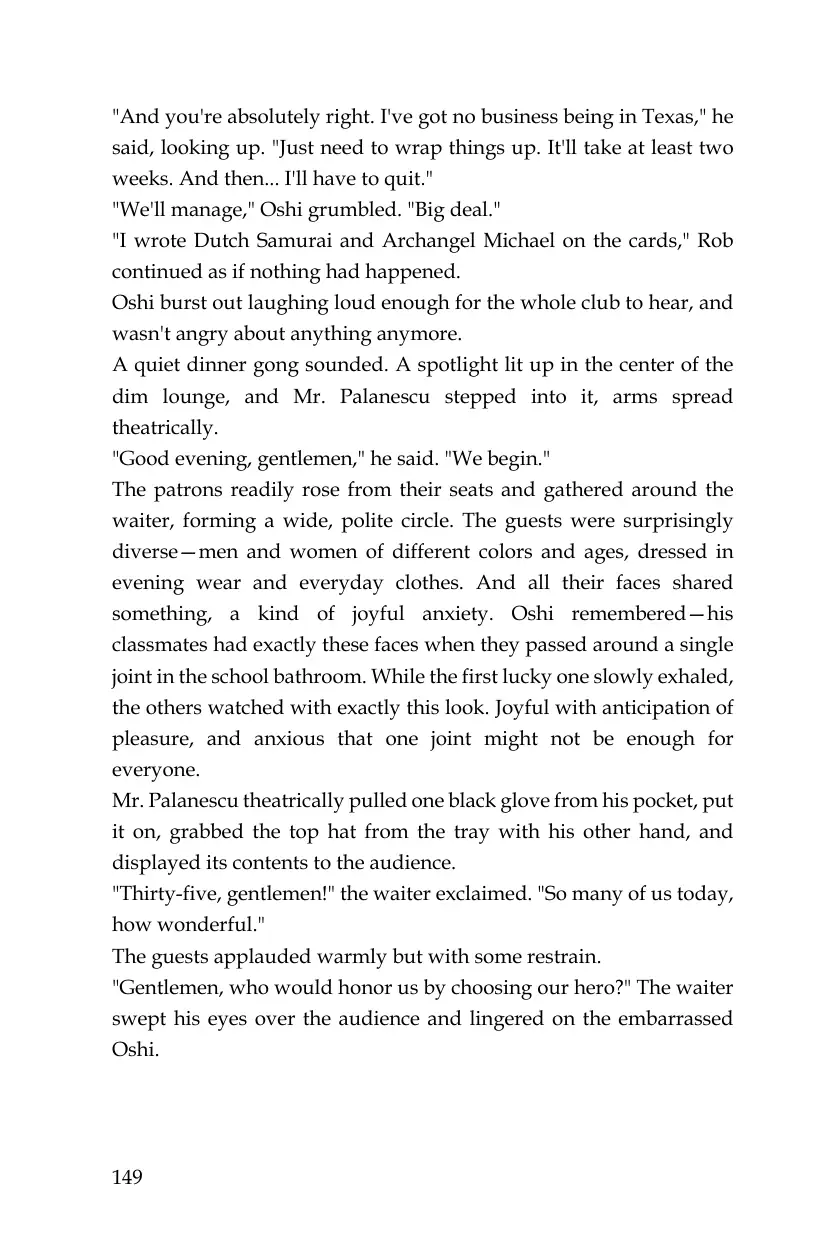 "And you're absolutely right. I've got no business being in Texas," he
said, looking up. "Just need to wrap things up. It'll take at least two
weeks. And then... I'll have to quit."
"We'll manage," Oshi grumbled. "Big deal."
"I wrote Dutch Samurai and Archangel Michael on the cards," Rob
continued as if nothing had happened.
Oshi burst out laughing loud enough for the whole club to hear, and
wasn't angry about anything anymore.
A quiet dinner gong sounded. A spotlight lit up in the center of the
dim lounge, and Mr. Palanescu stepped into it, arms spread
theatrically.
"Good evening, gentlemen," he said. "We begin."
The patrons readily rose from their seats and gathered around the
waiter, forming a wide, polite circle. The guests were surprisingly
diverse—men and women of different colors and ages, dressed in
evening wear and everyday clothes. And all their faces shared
something, a kind of joyful anxiety. Oshi remembered—his
classmates had exactly these faces when they passed around a single
joint in the school bathroom. While the first lucky one slowly exhaled,
the others watched with exactly this look. Joyful with anticipation of
pleasure, and anxious that one joint might not be enough for
everyone.
Mr. Palanescu theatrically pulled one black glove from his pocket, put
it on, grabbed the top hat from the tray with his other hand, and
displayed its contents to the audience.
"Thirty-five, gentlemen!" the waiter exclaimed. "So many of us today,
how wonderful."
The guests applauded warmly but with some restrain.
"Gentlemen, who would honor us by choosing our hero?" The waiter
swept his eyes over the audience and lingered on the embarrassed
Oshi.
149